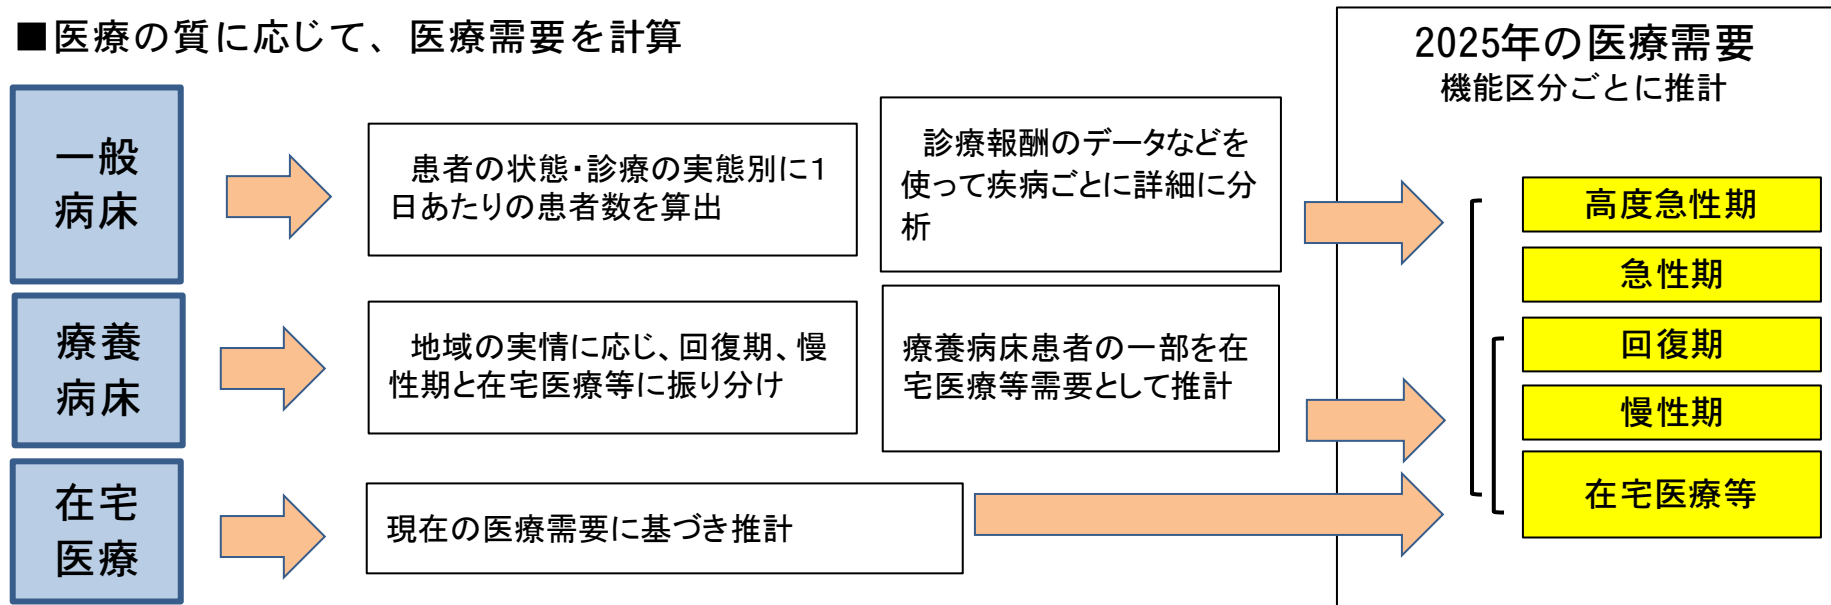 ■医療の質に応じて、医療需要を計算
一般
病床
患者の状態・診療の実態別に1
日あたりの患者数を算出
診療報酬のデータなどを
使って疾病ごとに詳細に分
析
療養
病床
地域の実情に応じ、回復期、慢
性期と在宅医療等に振り分け
療養病床患者の一部を在
宅医療等需要として推計
在宅
医療
現在の医療需要に基づき推計
2025年の医療需要
機能区分ごとに推計
高度急性期
急性期
回復期
慢性期
在宅医療等